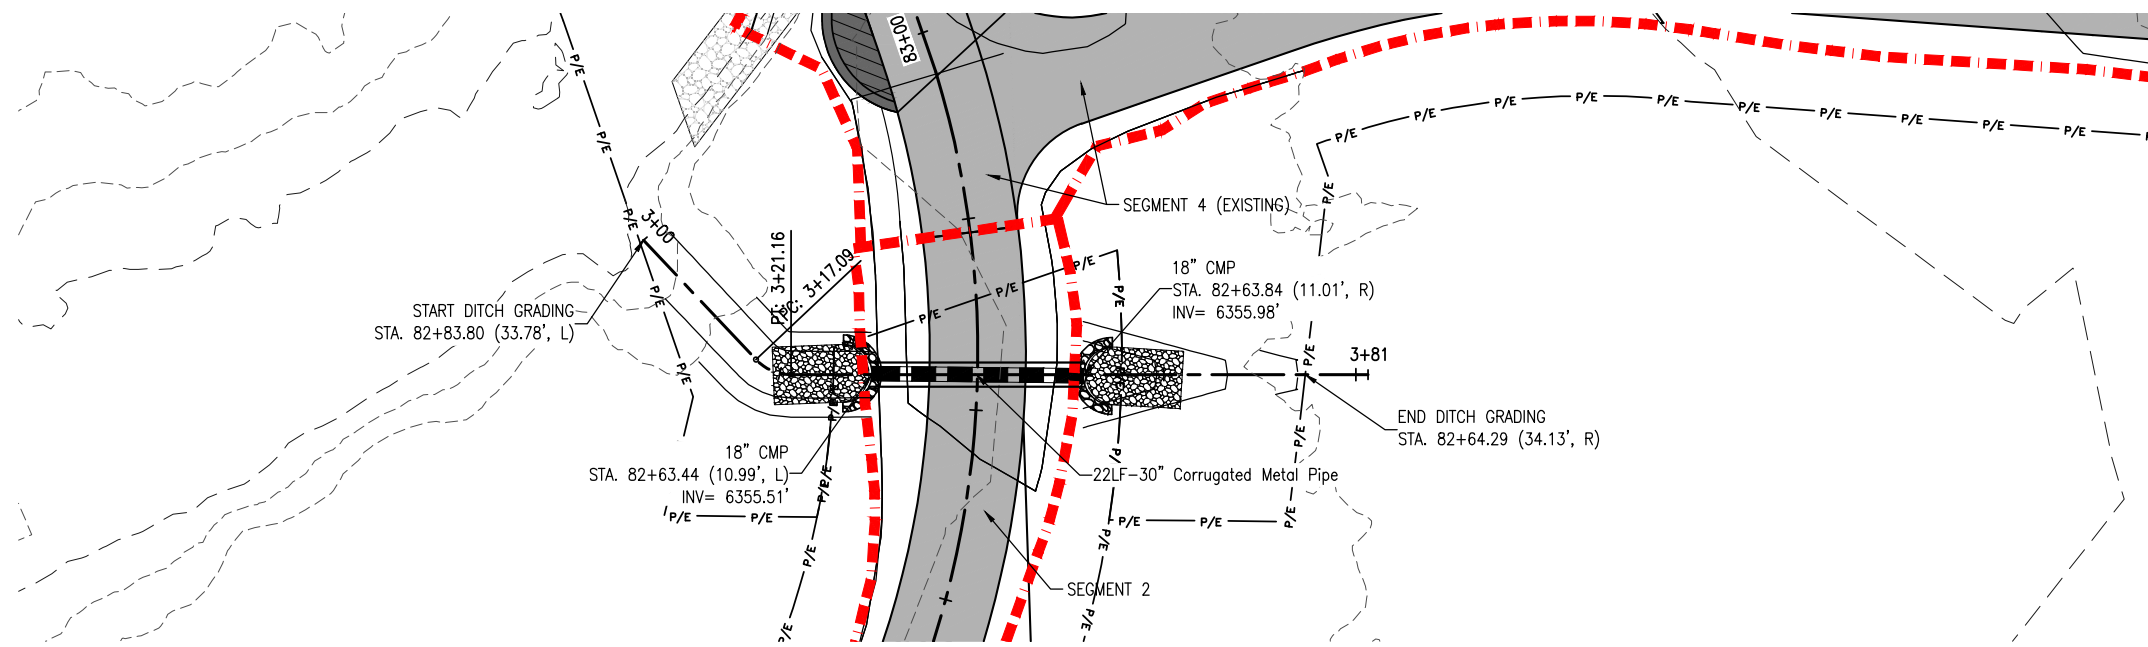 83+00
P/E
P/E
P/E
P/E
P/E
P/E
P/E
P/E
P/E
P/E
P/E
P/E
P/E
P/E
SEGMENT 4 (EXISTING)
3+00
PT: 3+21.16
PC: 3+17.09
18" CMP
STA. 82+63.84 (11.01', R)
INV= 6355.98'
P/E
P/E
P/E
P/E
P/E
START DITCH GRADING
STA. 82+83.80 (33.78', L)
P/E
P/E
3+81
END DITCH GRADING
STA. 82+64.29 (34.13', R)
18" CMP
STA. 82+63.44 (10.99', L)
INV= 6355.51'
22LF-30" Corrugated Metal Pipe
P/E
P/E
P/E
P/E
P/E
P/E
P/E
P/E
P/E
P/E
P/E
P/E
SEGMENT 2
P/E
P/E